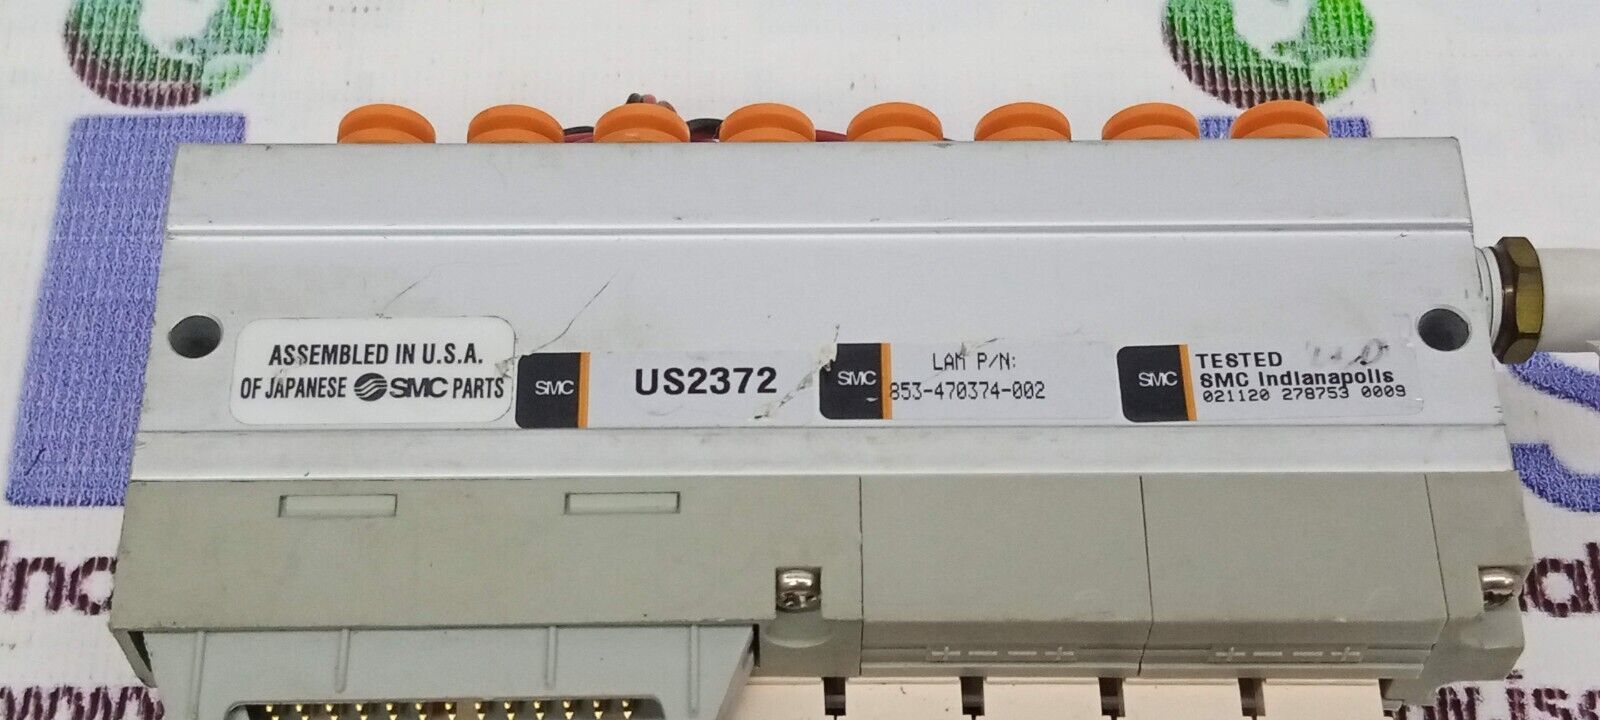 ASSEMBLED IN U.S.A.
OF JAPANESE SMC PARTS
SMC
US2372
SMC
LAM P/N:
853-470374-002
SMC
TESTED
SMC Indianapolis
021120 278753 0009